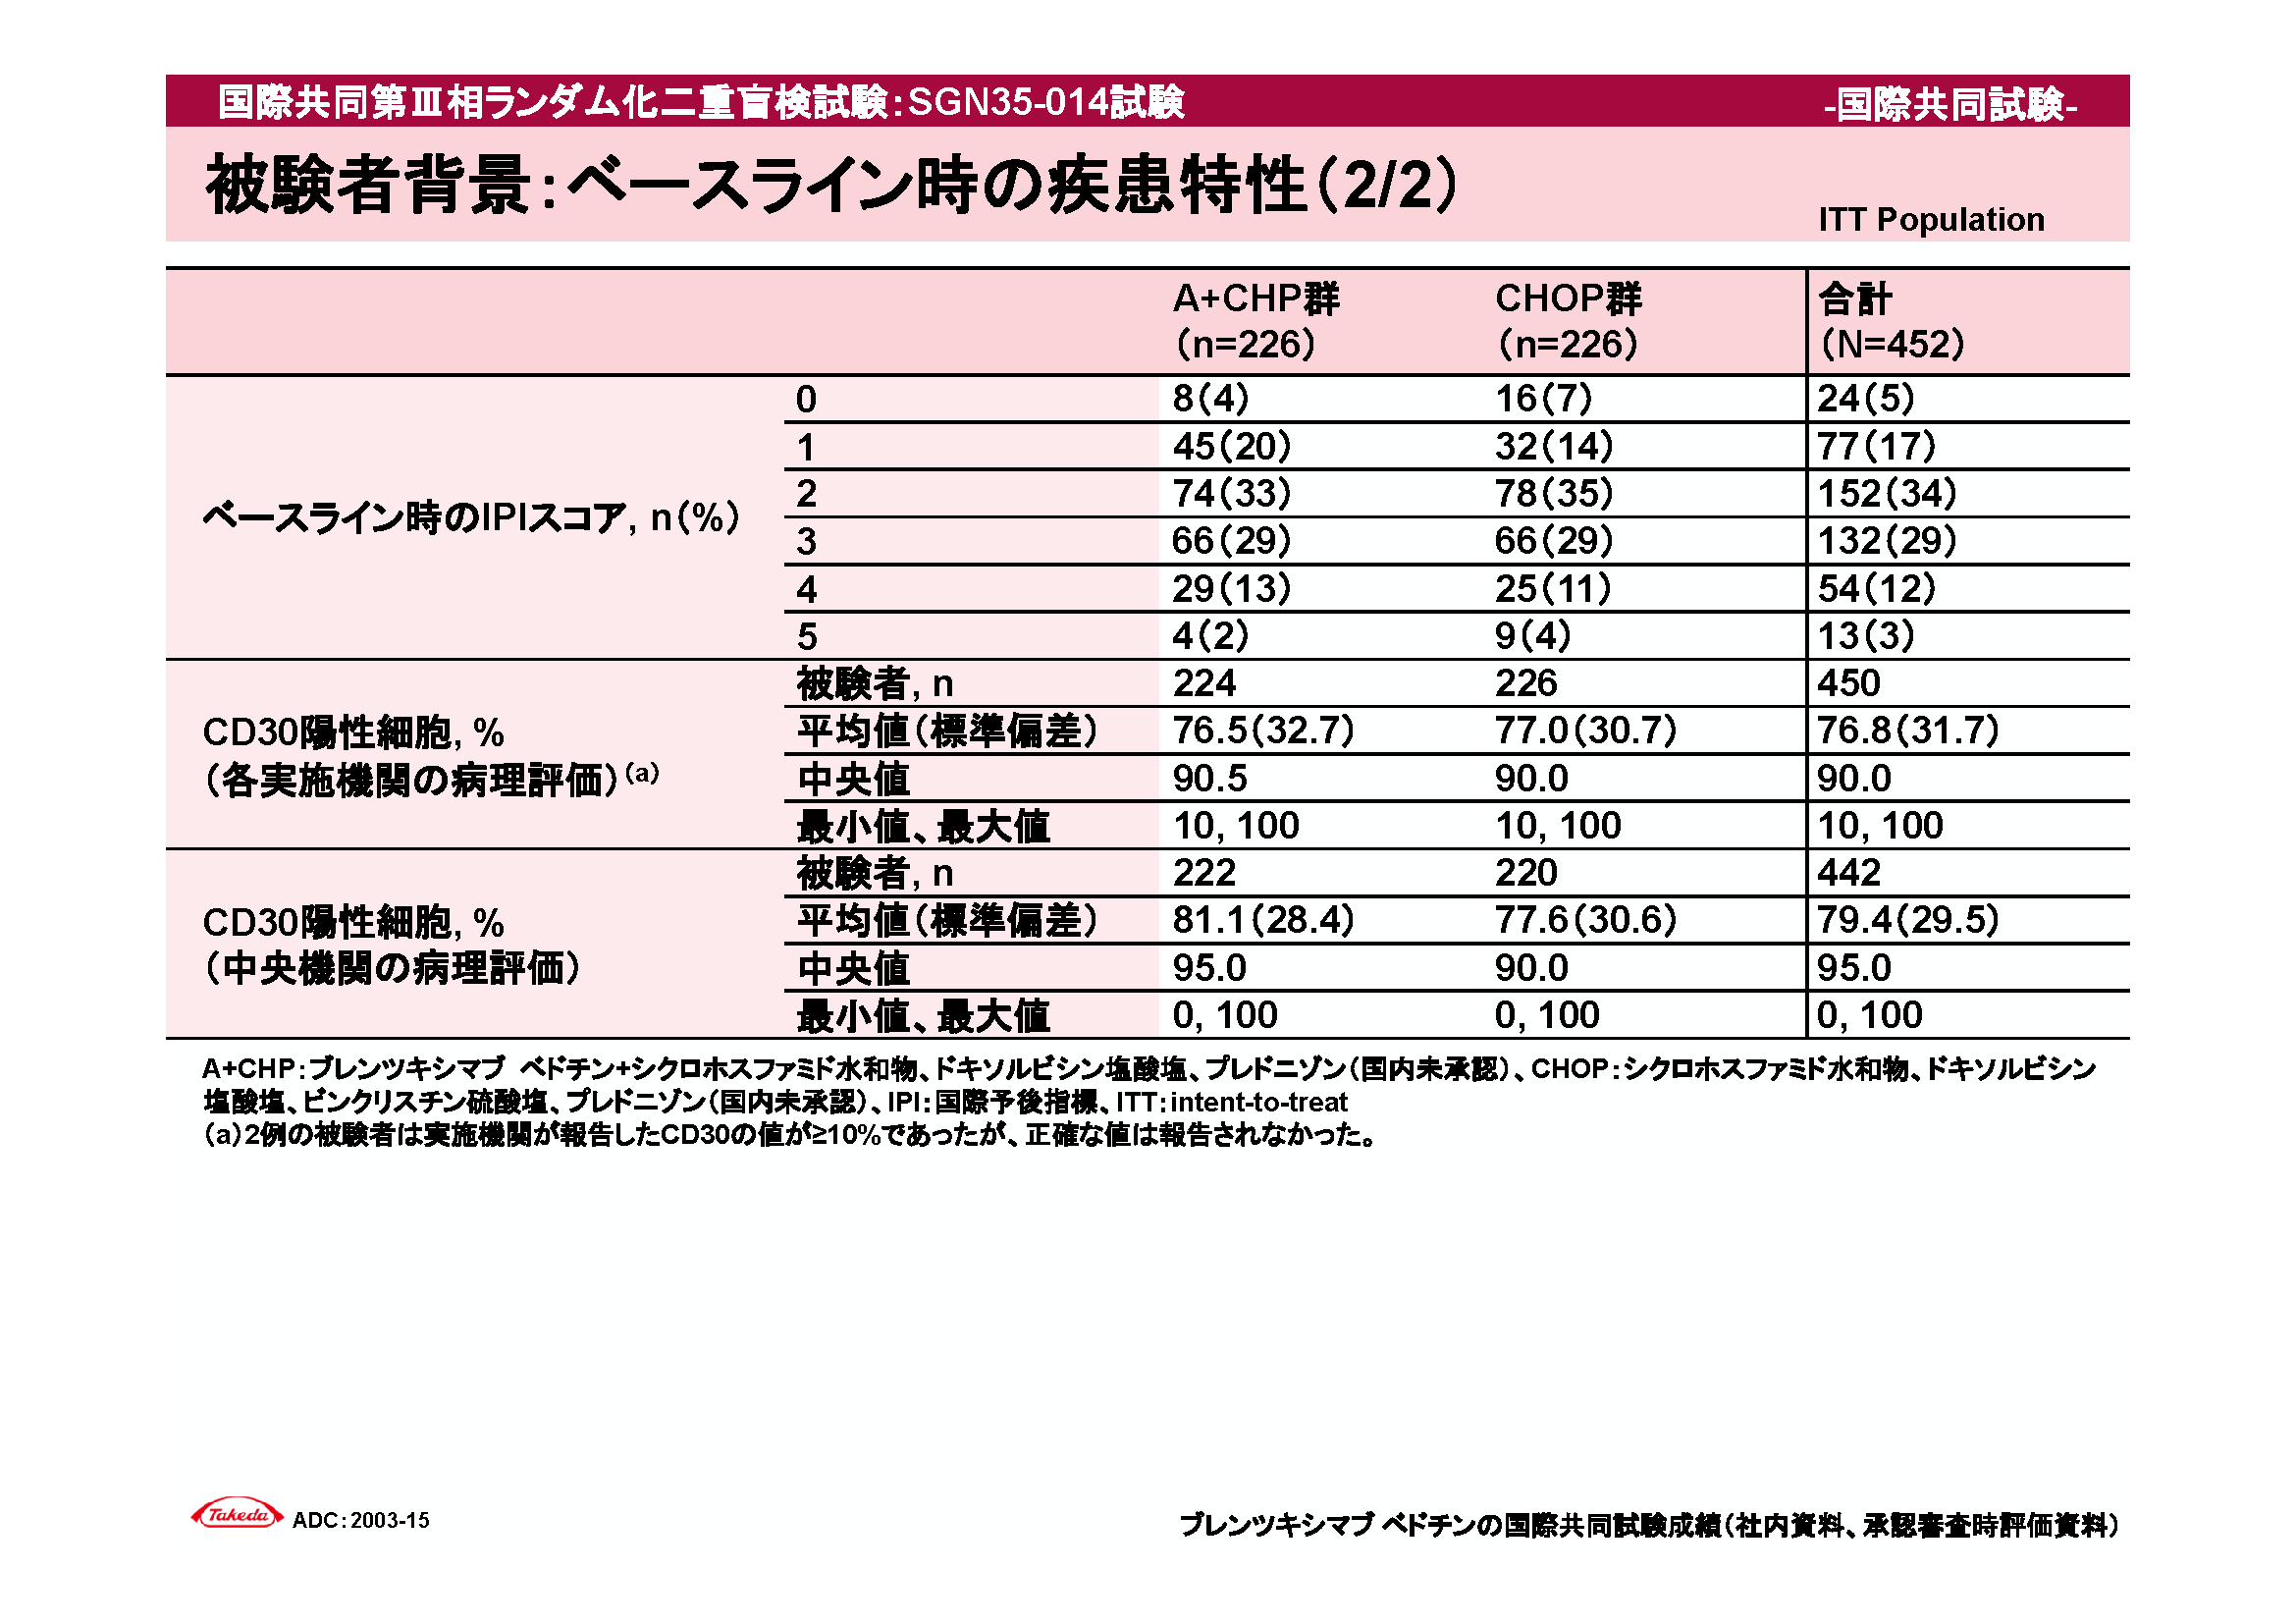 国際共同第Ⅲ相ランダム化二重盲検試験：SGN35-014試験 -国際共同試験-
被験者背景：ベースライン時の疾患特性（2/2）
ITT Population
A+CHP群 CHOP群 合計
（n=226） （n=226） （N=452）
ベースライン時のIPIスコア, n（%）
0 8（4） 16（7） 24（5）
1 45（20） 32（14） 77（17）
2 74（33） 78（35） 152（34）
3 66（29） 66（29） 132（29）
4 29（13） 25（11） 54（12）
5 4（2） 9（4） 13（3）
CD30陽性細胞, %
（各実施機関の病理評価）（a）
被験者, n 224 226 450
平均値（標準偏差） 76.5（32.7） 77.0（30.7） 76.8（31.7）
中央値 90.5 90.0 90.0
最小値、最大値 10, 100 10, 100 10, 100
CD30陽性細胞, %
（中央機関の病理評価）
被験者, n 222 220 442
平均値（標準偏差） 81.1（28.4） 77.6（30.6） 79.4（29.5）
中央値 95.0 90.0 95.0
最小値、最大値 0, 100 0, 100 0, 100
A+CHP：ブレンツキシマブ ベドチン+シクロホスファミド水和物、ドキソルビシン塩酸塩、プレドニゾン（国内未承認）、CHOP：シクロホスファミド水和物、ドキソルビシン
塩酸塩、ビンクリスチン硫酸塩、プレドニゾン（国内未承認）、IPI：国際予後指標、ITT：intent-to-treat
（a）2例の被験者は実施機関が報告したCD30の値が≥10%であったが、正確な値は報告されなかった。
Takeda ADC：2003-15
ブレンツキシマブ ベドチンの国際共同試験成績（社内資料、承認審査時評価資料）